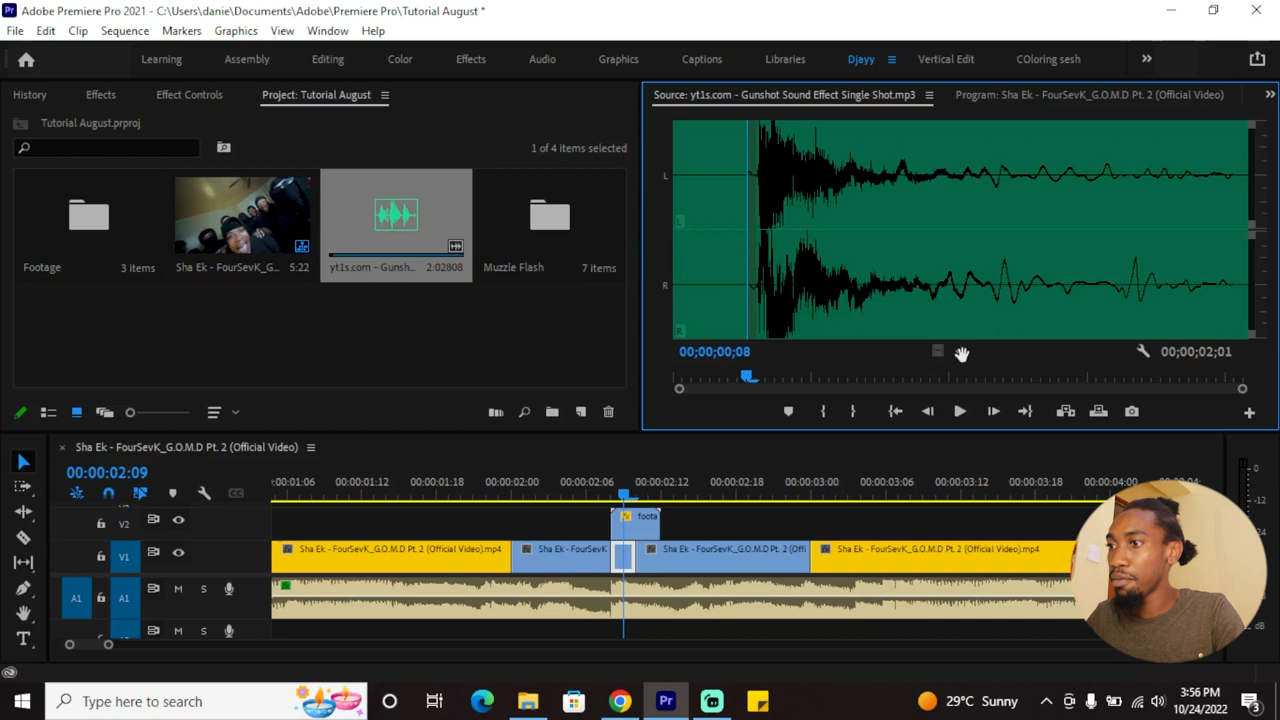 Adobe Premiere Pro 2021 - C:\Users\danie\Documents\Adobe\Premiere Pro\Tutorial August *
File Edit Clip Sequence Markers Graphics View Window Help
Learning Assembly Editing Color Effects Audio Graphics Captions Libraries Djayy Vertical Edit COloring sesh
History Effects Effect Controls Project: Tutorial August
Source: yt1s.com - Gunshot Sound Effect Single Shot.mp3 Program: Sha Ek - FourSevK_G.O.M.D Pt. 2 (Official Video)
Tutorial August.prproj
1 of 4 items selected
L
L
Footage 3 items Sha Ek - FourSevK_G... 5:22 yt1s.com - Gunsh... 2:02808 Muzzle Flash 7 items
R
R
00;00;00;08 00;00;02;01
Sha Ek - FourSevK_G.O.M.D Pt. 2 (Official Video)
00:00:02:09
:00:01:06 00:00:01:12 00:00:01:18 00:00:02:00 00:00:02:06 00:00:02:12 00:00:02:18 00:00:03:00 00:00:03:06 00:00:03:12 00:00:03:18 00:00:04:00
V2 foota
V1 Sha Ek - FourSevK_G.O.M.D Pt. 2 (Official Video).mp4 Sha Ek - FourSevK Sha Ek - FourSevK_G.O.M.D Pt. 2 (Offi Sha Ek - FourSevK_G.O.M.D Pt. 2 (Official Video).mp4
A1 A1 M S
M S
0
-12
-24
Type here to search
29°C Sunny
3:56 PM
10/24/2022
3